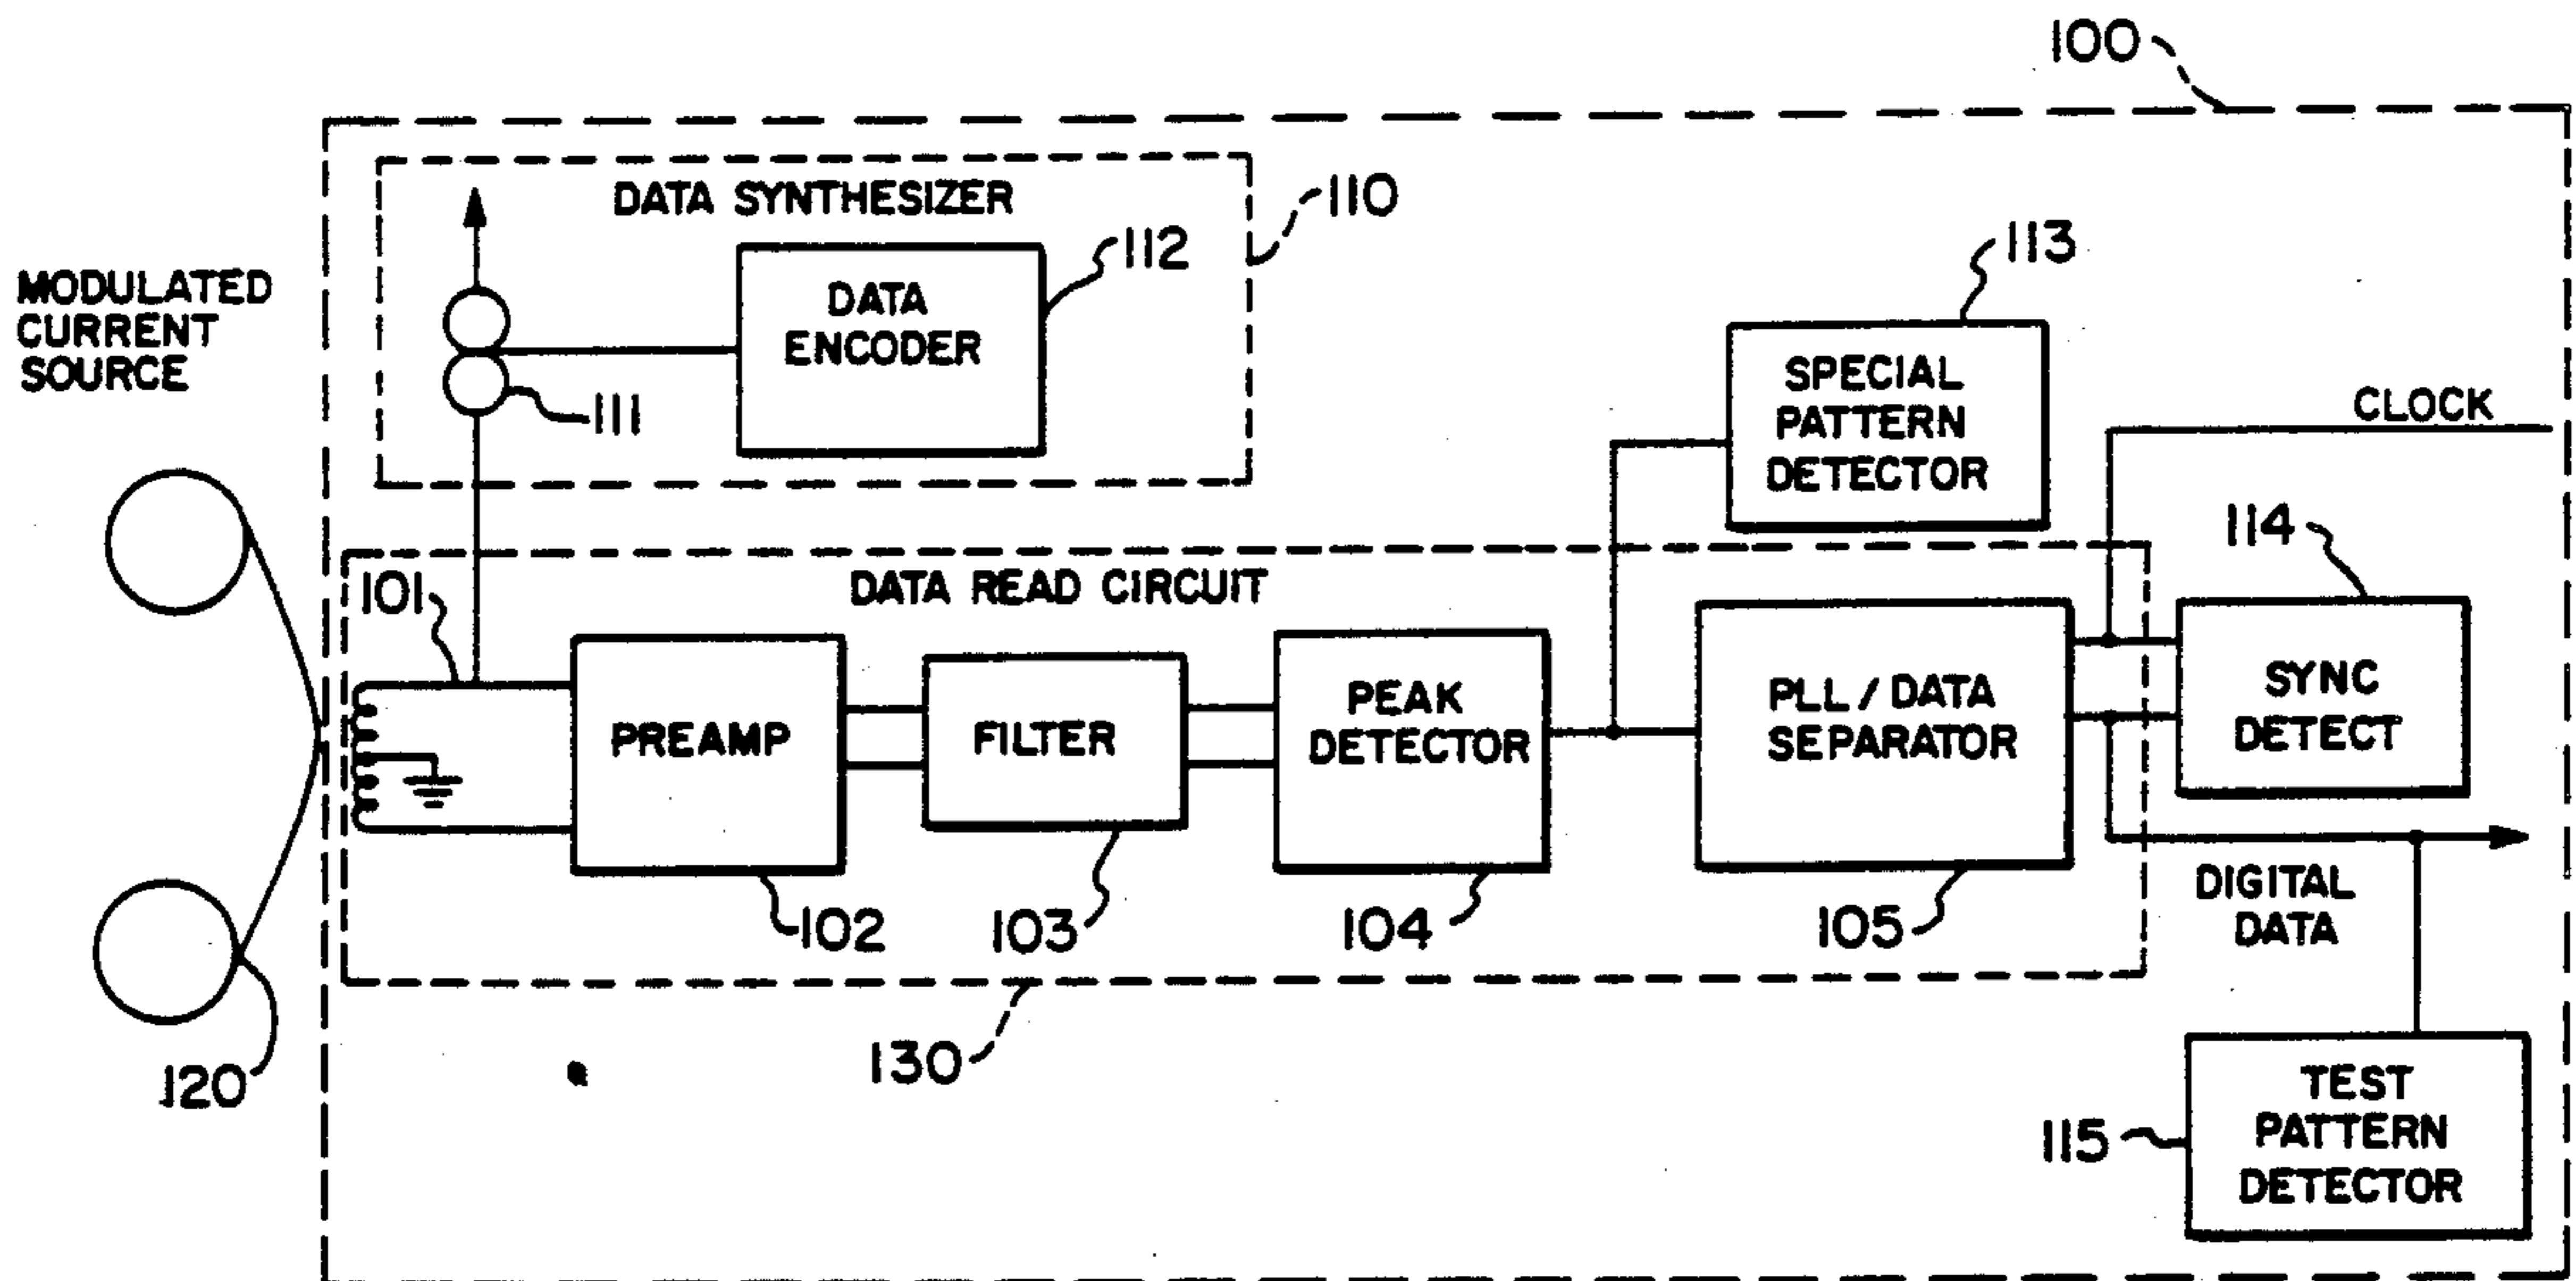 100
DATA SYNTHESIZER
110
112
DATA
ENCODER
111
MODULATED
CURRENT
SOURCE
113
SPECIAL
PATTERN
DETECTOR
CLOCK
114
101
DATA READ CIRCUIT
PREAMP
FILTER
PEAK
DETECTOR
PLL / DATA
SEPARATOR
SYNC
DETECT
102
103
104
105
DIGITAL
DATA
120
130
115
TEST
PATTERN
DETECTOR